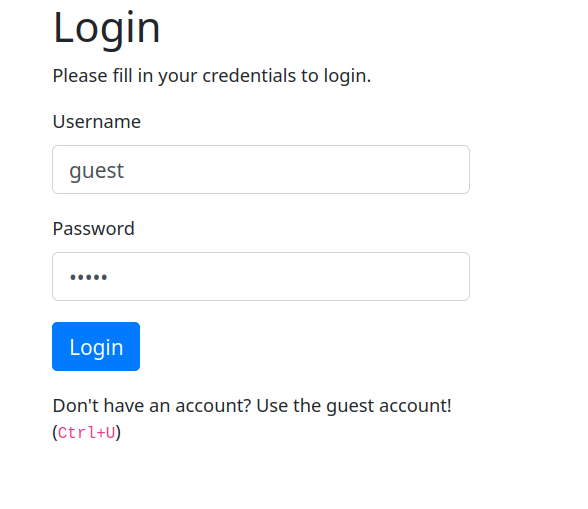 Login
Please fill in your credentials to login.
Username
guest
Password
•••••
Login
Don't have an account? Use the guest account!
(Ctrl+U)